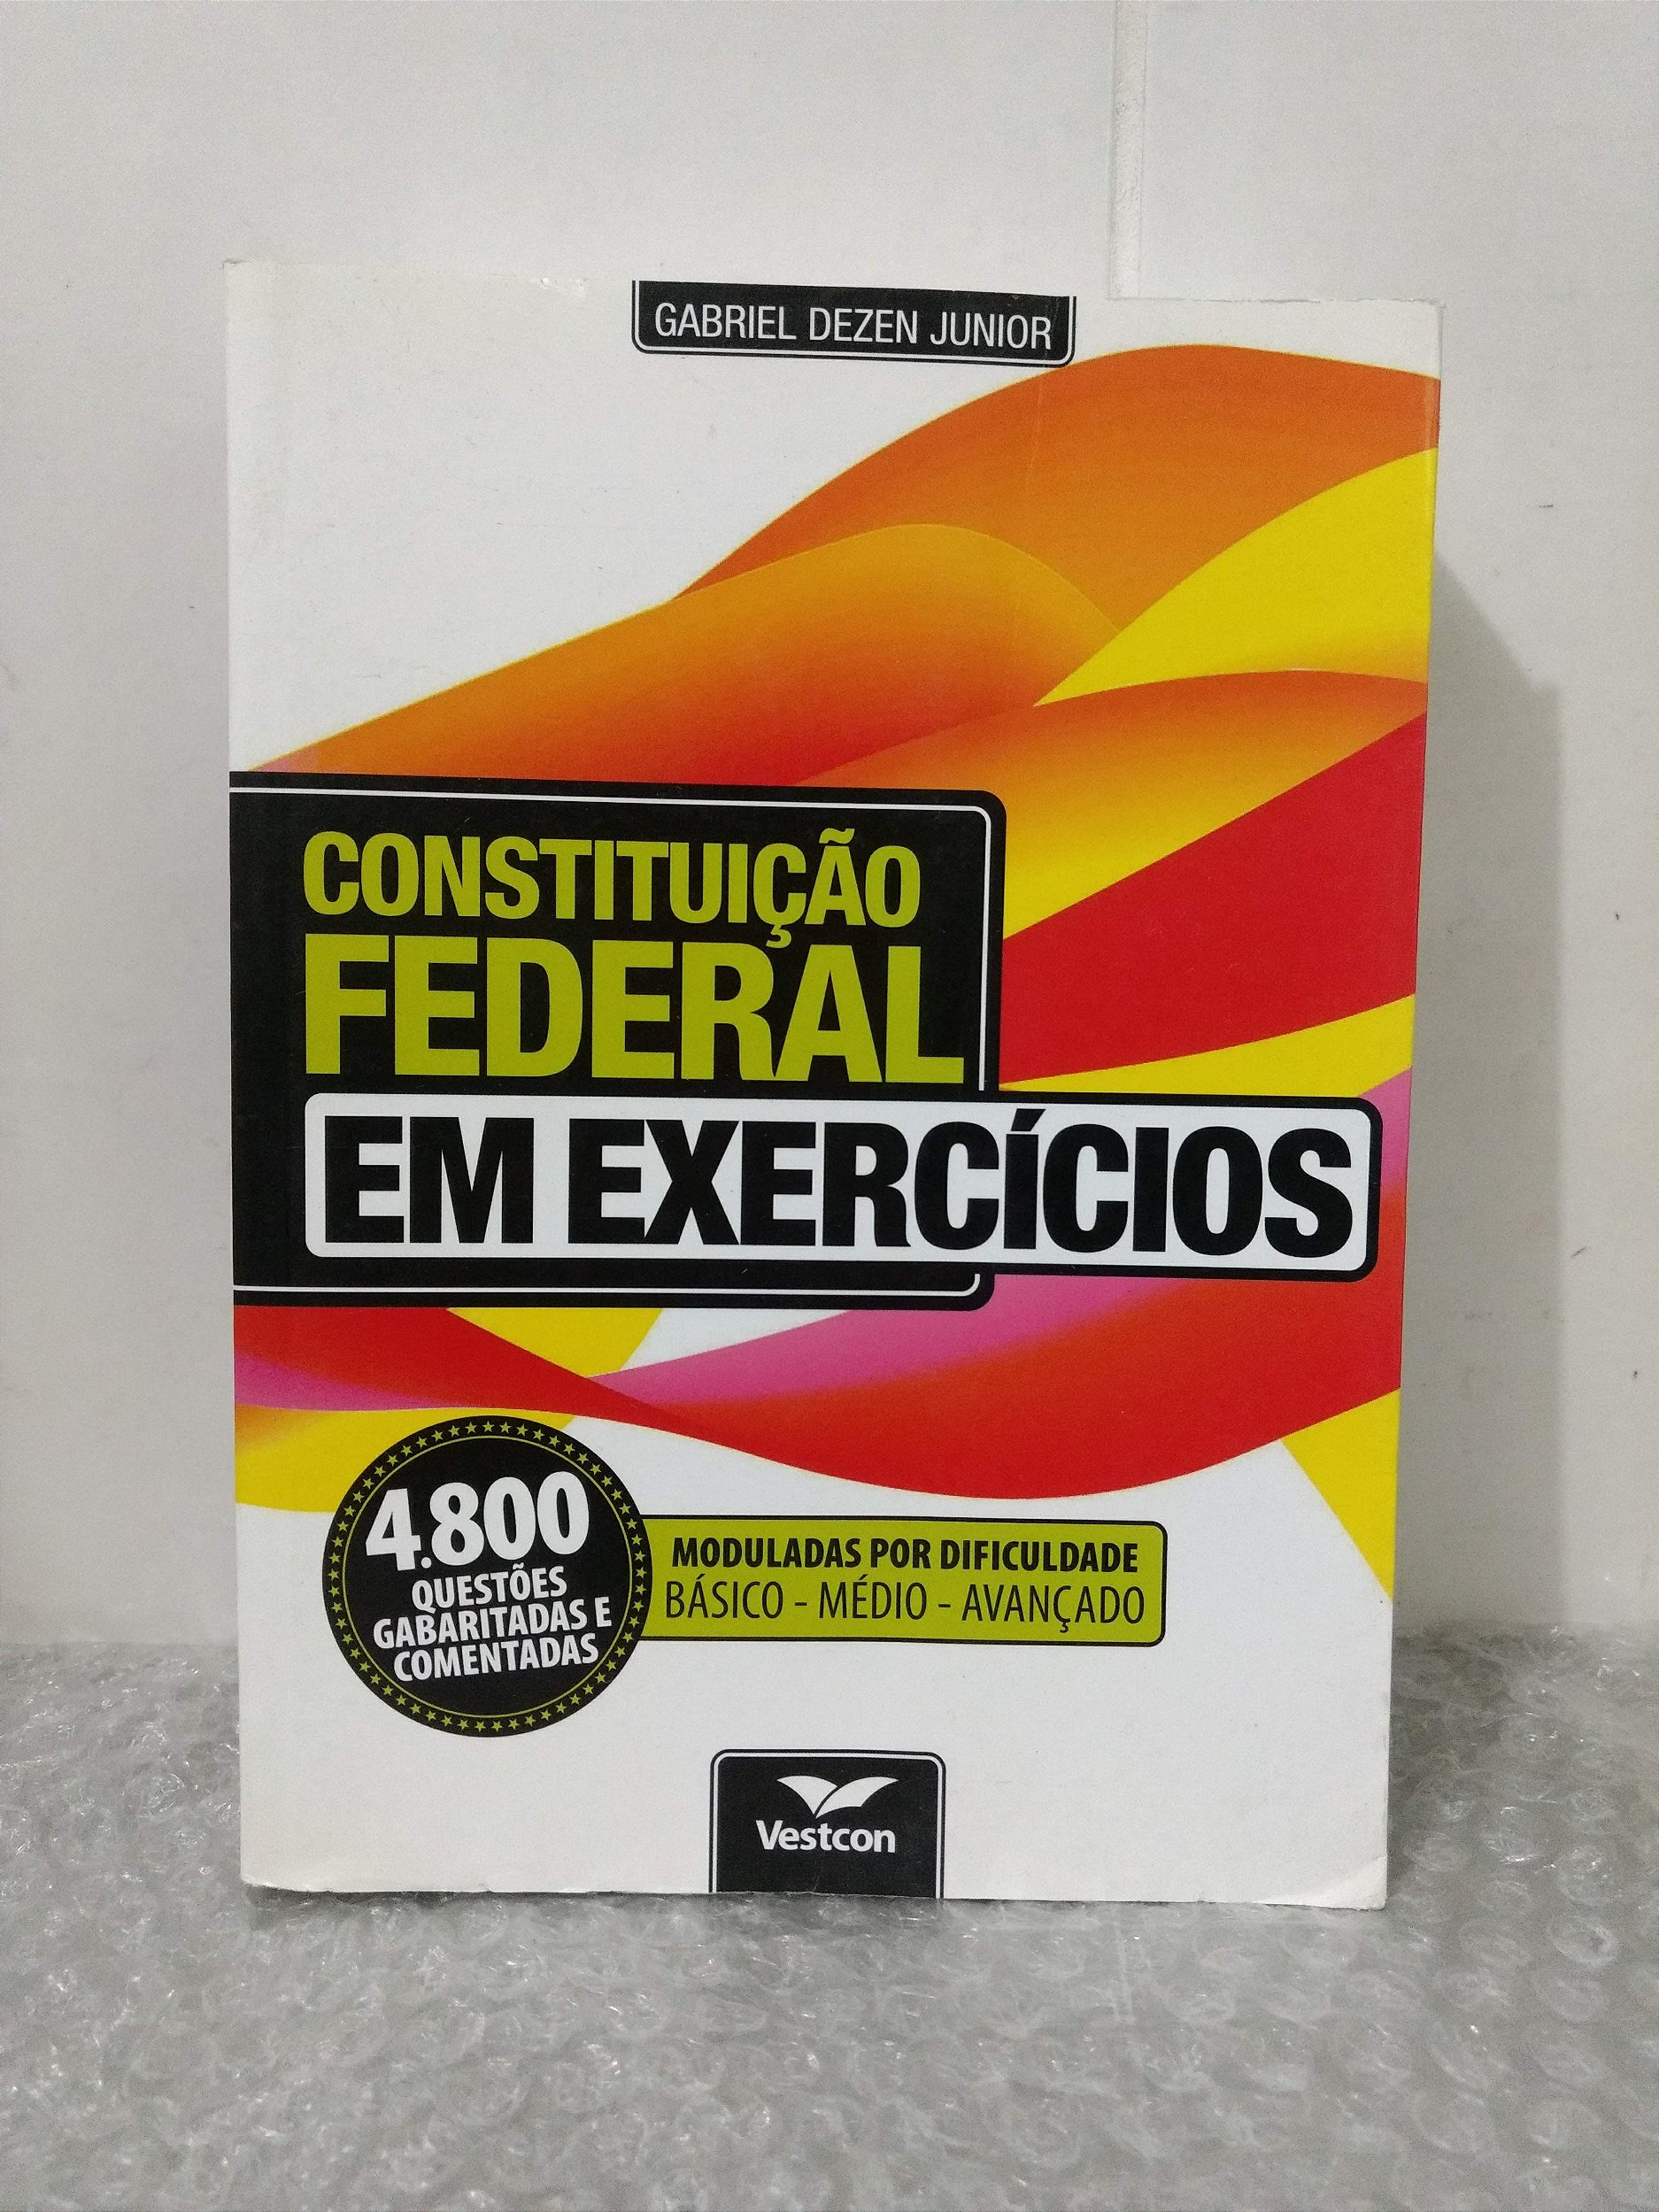 GABRIEL DEZEN JUNIOR
CONSTITUIÇÃO
FEDERAL
EM EXERCÍCIOS
4.800
QUESTÕES
GABARITADAS E
COMENTADAS
MODULADAS POR DIFICULDADE
BÁSICO - MÉDIO - AVANÇADO
Vestcon